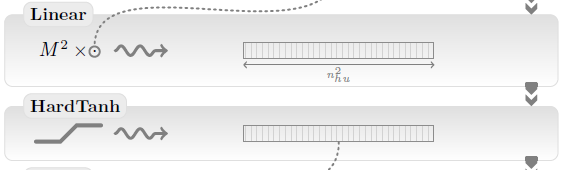 Linear
M² ×
n²hu
HardTanh